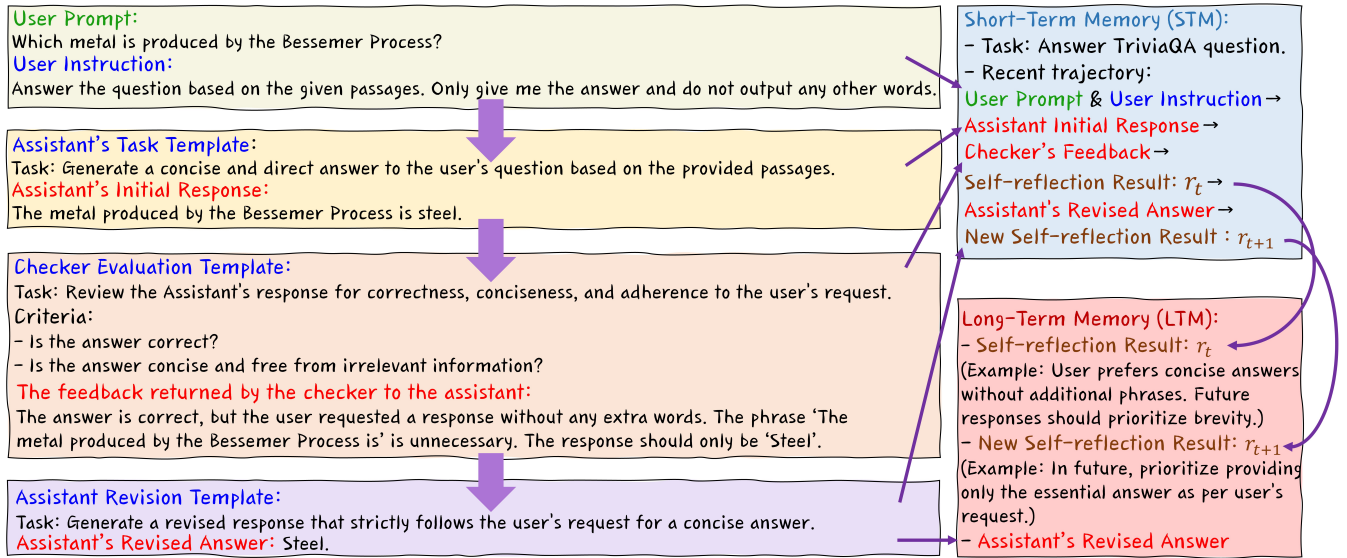 User Prompt:
Which metal is produced by the Bessemer Process?
User Instruction:
Answer the question based on the given passages. Only give me the answer and do not output any other words.
Assistant's Task Template:
Task: Generate a concise and direct answer to the user's question based on the provided passages.
Assistant's Initial Response:
The metal produced by the Bessemer Process is steel.
Checker Evaluation Template:
Task: Review the Assistant's response for correctness, conciseness, and adherence to the user's request.
Criteria:
- Is the answer correct?
- Is the answer concise and free from irrelevant information?
The feedback returned by the checker to the assistant:
The answer is correct, but the user requested a response without any extra words. The phrase ‘The
metal produced by the Bessemer Process is’ is unnecessary. The response should only be ‘Steel’.
Assistant Revision Template:
Task: Generate a revised response that strictly follows the user's request for a concise answer.
Assistant's Revised Answer: Steel.
Short-Term Memory (STM):
- Task: Answer TriviaQA question.
- Recent trajectory:
User Prompt & User Instruction→
Assistant Initial Response→
Checker's Feedback→
Self-reflection Result: r_t→
Assistant's Revised Answer→
New Self-reflection Result : r_{t+1}
Long-Term Memory (LTM):
- Self-reflection Result: r_t
(Example: User prefers concise answers
without additional phrases. Future
responses should prioritize brevity.)
- New Self-reflection Result: r_{t+1}
(Example: In future, prioritize providing
only the essential answer as per user's
request.)
- Assistant's Revised Answer